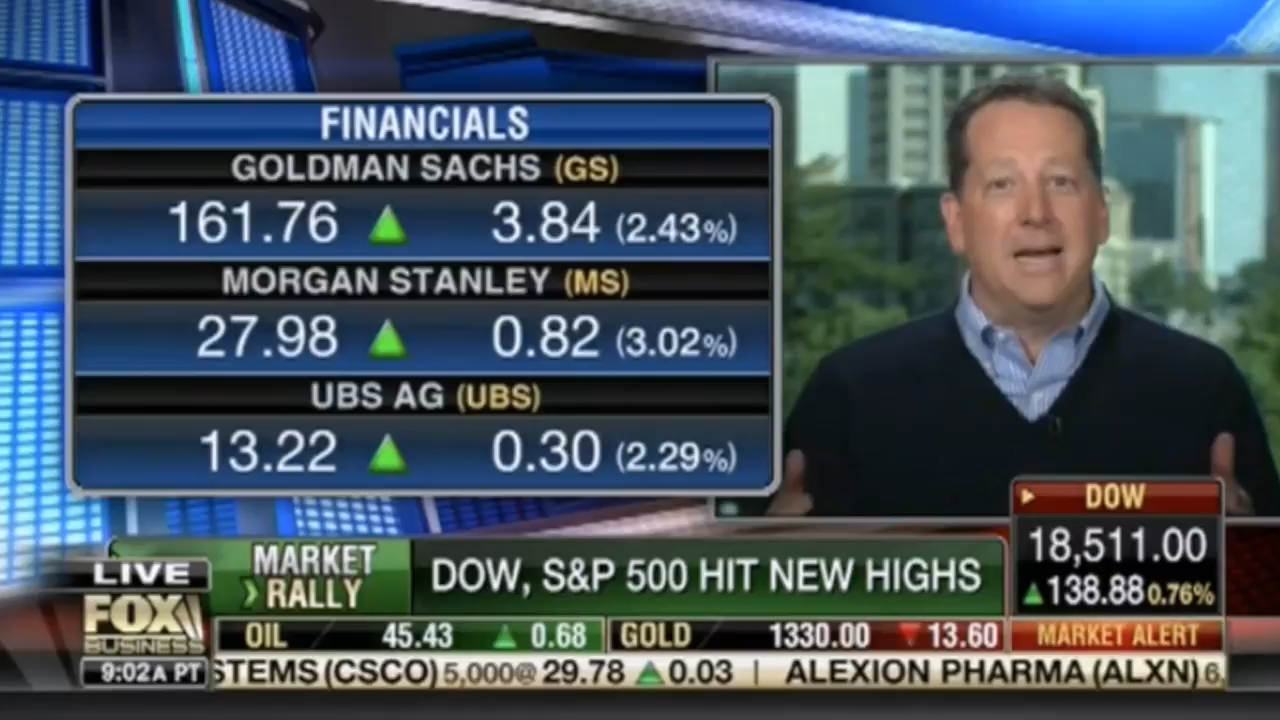 FINANCIALS
GOLDMAN SACHS (GS)
161.76 ▲ 3.84 (2.43%)
MORGAN STANLEY (MS)
27.98 ▲ 0.82 (3.02%)
UBS AG (UBS)
13.22 ▲ 0.30 (2.29%)
DOW
18,511.00
▲ 138.88 0.76%
MARKET RALLY
DOW, S&P 500 HIT NEW HIGHS
LIVE
FOX
BUSINESS
9:02A PT
OIL 45.43 ▲ 0.68
GOLD 1330.00 ▼ 13.60
MARKET ALERT
STEMS (CSCO) 5,000@ 29.78 ▲ 0.03 | ALEXION PHARMA (ALXN) 6,